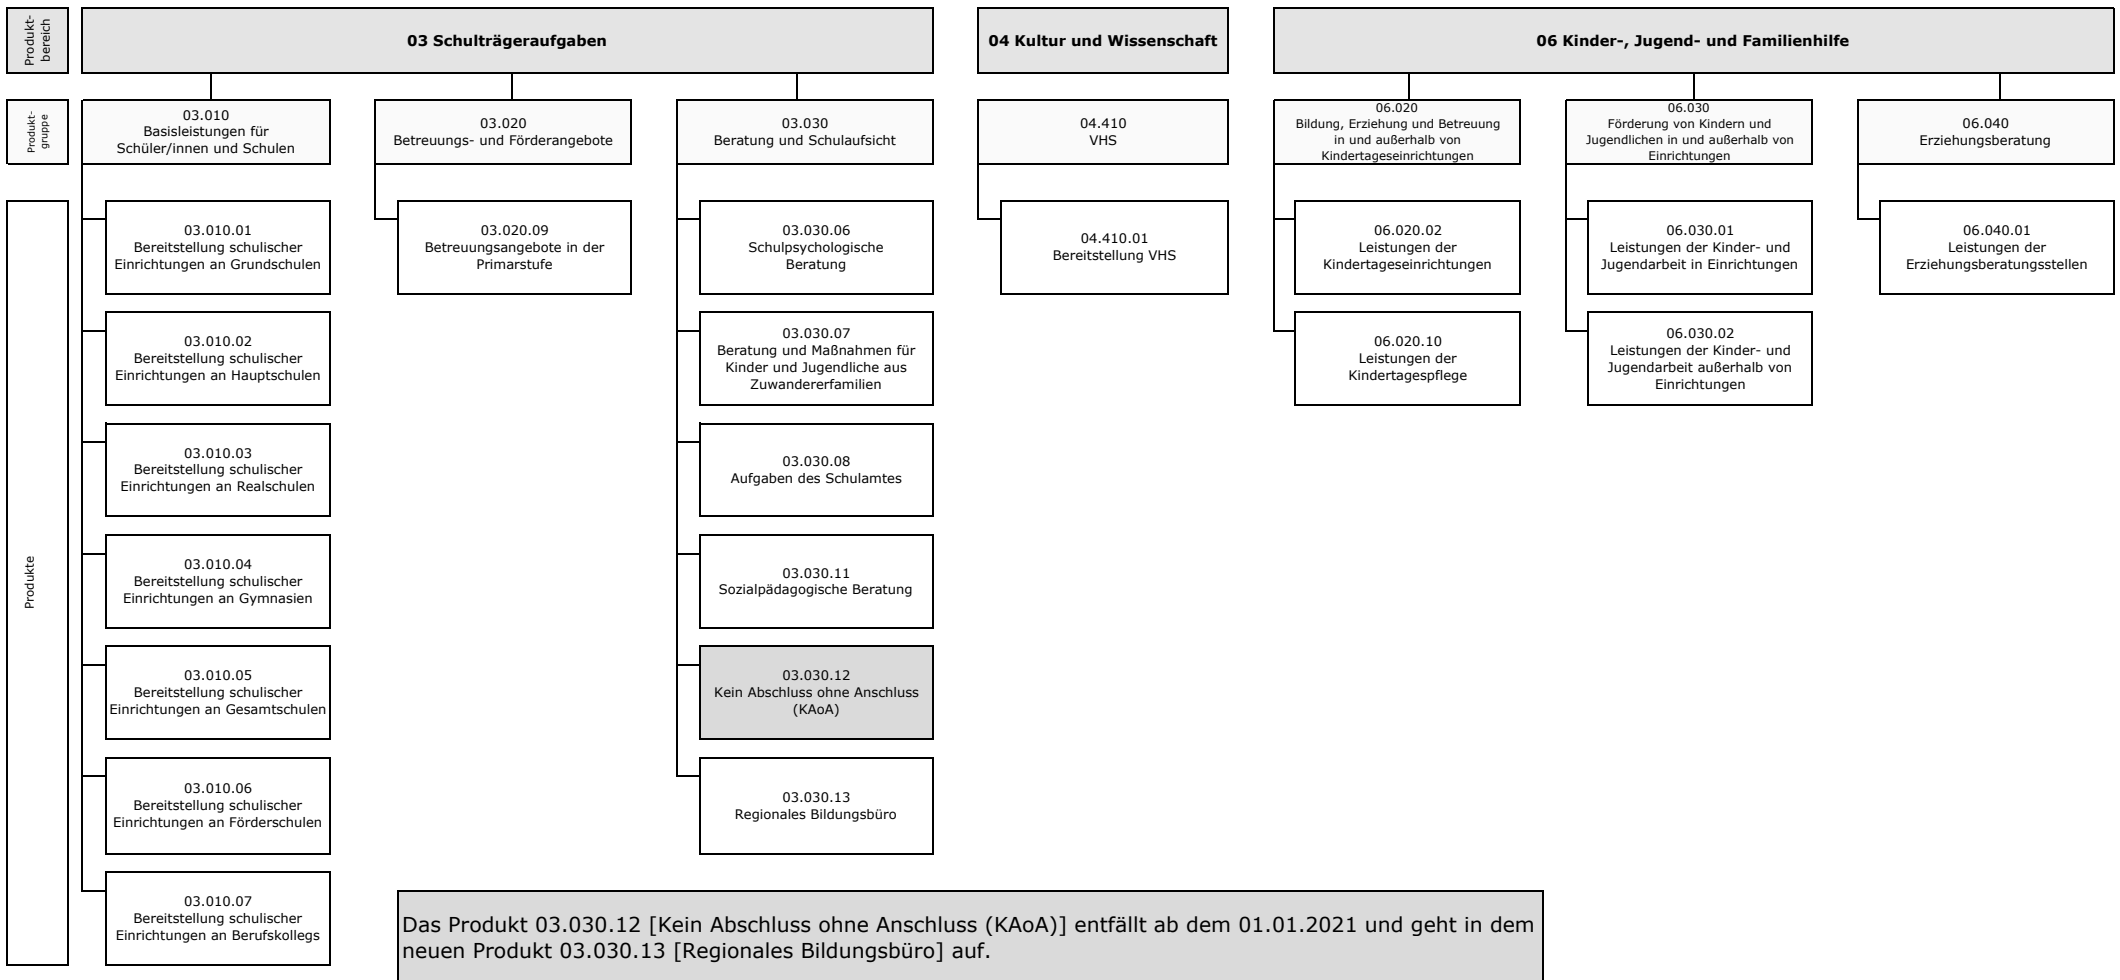 Produkt-
bereich
03 Schulträgeraufgaben
04 Kultur und Wissenschaft
06 Kinder-, Jugend- und Familienhilfe
Produkt-
gruppe
03.010
Basisleistungen für
Schüler/innen und Schulen
03.020
Betreuungs- und Förderangebote
03.030
Beratung und Schulaufsicht
04.410
VHS
06.020
Bildung, Erziehung und Betreuung
in und außerhalb von
Kindertageseinrichtungen
06.030
Förderung von Kindern und
Jugendlichen in und außerhalb von
Einrichtungen
06.040
Erziehungsberatung
Produkte
03.010.01
Bereitstellung schulischer
Einrichtungen an Grundschulen
03.010.02
Bereitstellung schulischer
Einrichtungen an Hauptschulen
03.010.03
Bereitstellung schulischer
Einrichtungen an Realschulen
03.010.04
Bereitstellung schulischer
Einrichtungen an Gymnasien
03.010.05
Bereitstellung schulischer
Einrichtungen an Gesamtschulen
03.010.06
Bereitstellung schulischer
Einrichtungen an Förderschulen
03.010.07
Bereitstellung schulischer
Einrichtungen an Berufskollegs
03.020.09
Betreuungsangebote in der
Primarstufe
03.030.06
Schulpsychologische
Beratung
03.030.07
Beratung und Maßnahmen für
Kinder und Jugendliche aus
Zuwandererfamilien
03.030.08
Aufgaben des Schulamtes
03.030.11
Sozialpädagogische Beratung
03.030.12
Kein Abschluss ohne Anschluss
(KAoA)
03.030.13
Regionales Bildungsbüro
04.410.01
Bereitstellung VHS
06.020.02
Leistungen der
Kindertageseinrichtungen
06.020.10
Leistungen der
Kindertagespflege
06.030.01
Leistungen der Kinder- und
Jugendarbeit in Einrichtungen
06.030.02
Leistungen der Kinder- und
Jugendarbeit außerhalb von
Einrichtungen
06.040.01
Leistungen der
Erziehungsberatungsstellen
Das Produkt 03.030.12 [Kein Abschluss ohne Anschluss (KAoA)] entfällt ab dem 01.01.2021 und geht in dem
neuen Produkt 03.030.13 [Regionales Bildungsbüro] auf.